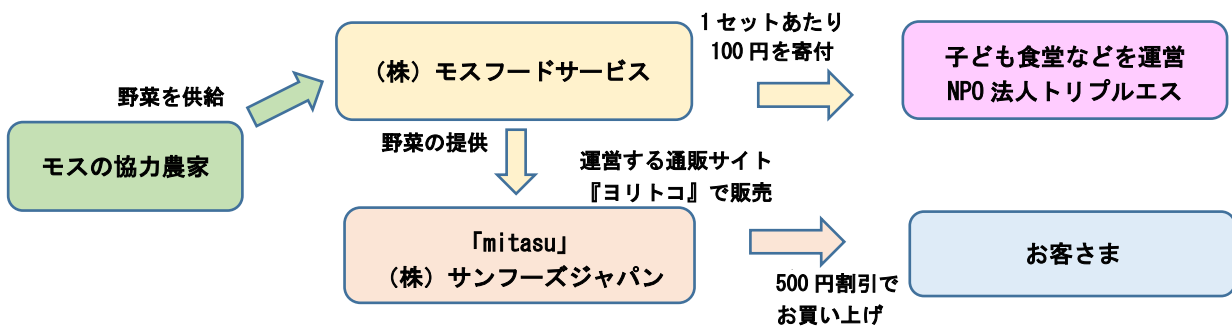 1セットあたり
100円を寄付
(株)モスフードサービス
子ども食堂などを運営
NPO法人トリプルエス
野菜を供給
モスの協力農家
野菜の提供
運営する通販サイト
『ヨリトコ』で販売
「mitasu」
(株)サンフーズジャパン
お客さま
500円割引で
お買い上げ